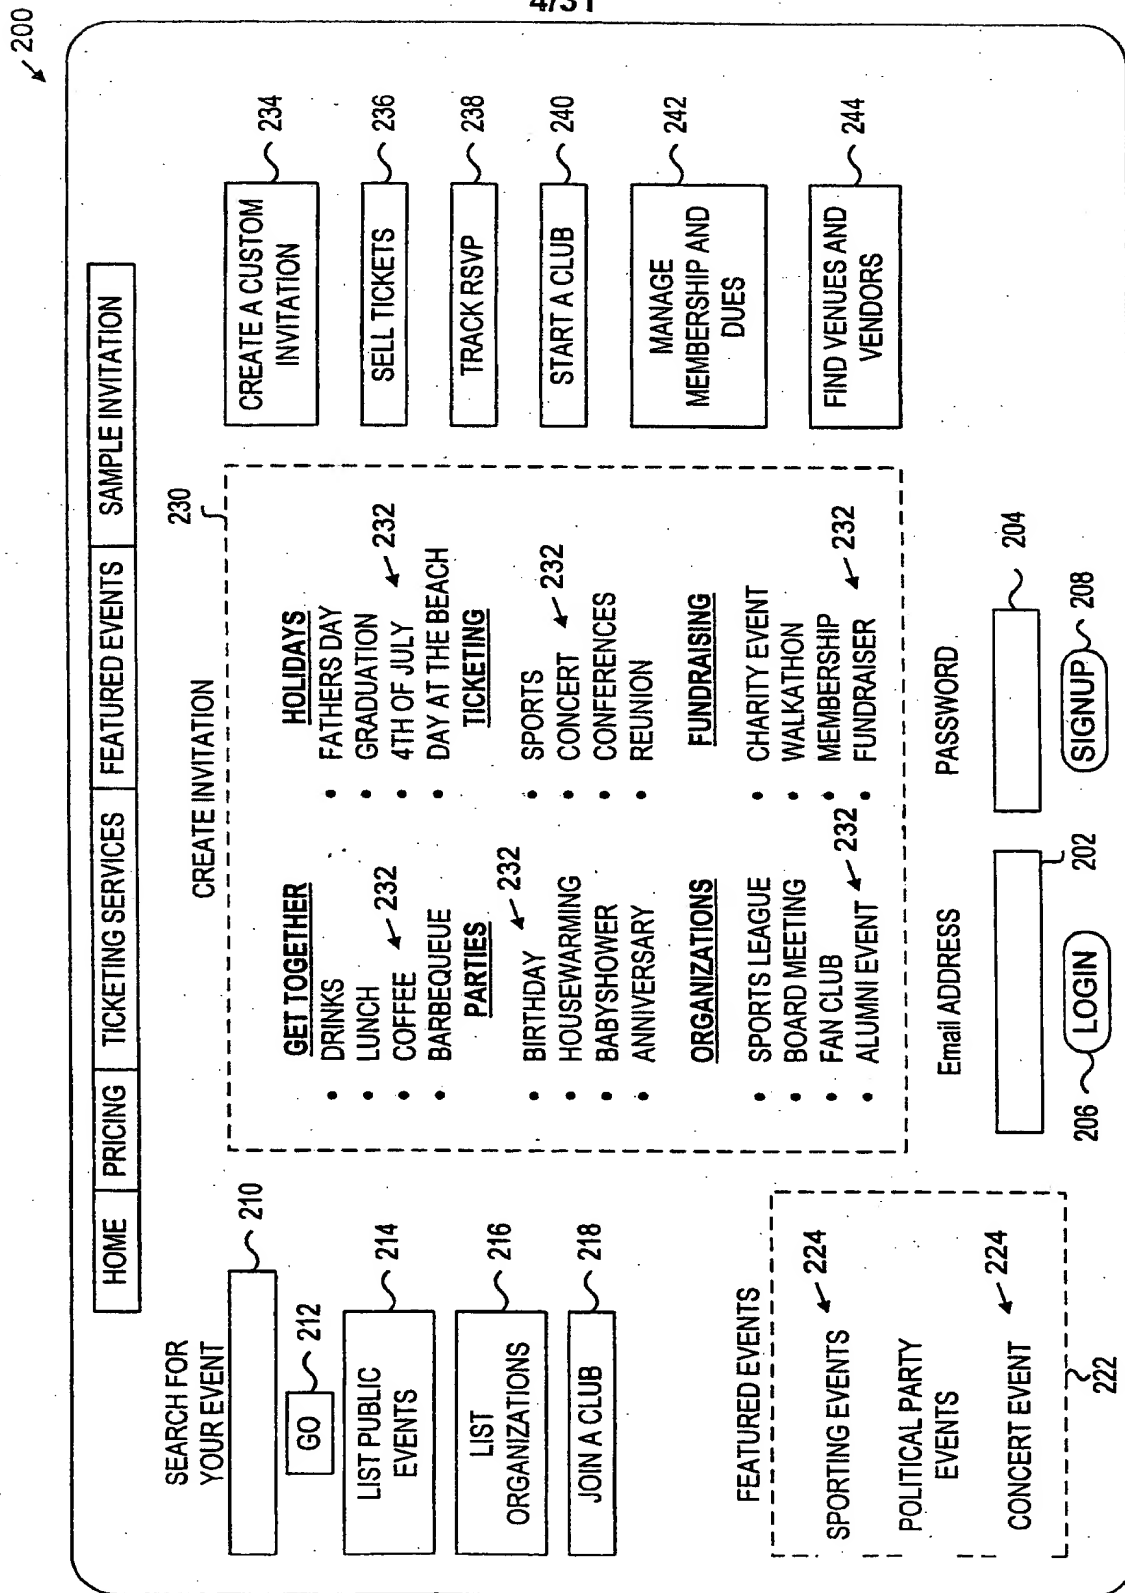 4/31
200
HOME PRICING TICKETING SERVICES FEATURED EVENTS SAMPLE INVITATION
SEARCH FOR
YOUR EVENT
210
GO
212
LIST PUBLIC
EVENTS
214
LIST
ORGANIZATIONS
216
JOIN A CLUB
218
FEATURED EVENTS
SPORTING EVENTS
224
POLITICAL PARTY
EVENTS
CONCERT EVENT
224
222
CREATE INVITATION
230
GET TOGETHER
• DRINKS
• LUNCH
• COFFEE
232
• BARBEQUEUE
PARTIES
• BIRTHDAY
232
• HOUSEWARMING
• BABYSHOWER
• ANNIVERSARY
ORGANIZATIONS
• SPORTS LEAGUE
• BOARD MEETING
• FAN CLUB
• ALUMNI EVENT
232
HOLIDAYS
• FATHERS DAY
• GRADUATION
• 4TH OF JULY
232
• DAY AT THE BEACH
TICKETING
• SPORTS
• CONCERT
232
• CONFERENCES
• REUNION
FUNDRAISING
• CHARITY EVENT
• WALKATHON
• MEMBERSHIP
• FUNDRAISER
232
Email ADDRESS
202
PASSWORD
204
206
LOGIN
SIGNUP
208
CREATE A CUSTOM
INVITATION
234
SELL TICKETS
236
TRACK RSVP
238
START A CLUB
240
MANAGE
MEMBERSHIP AND
DUES
242
FIND VENUES AND
VENDORS
244